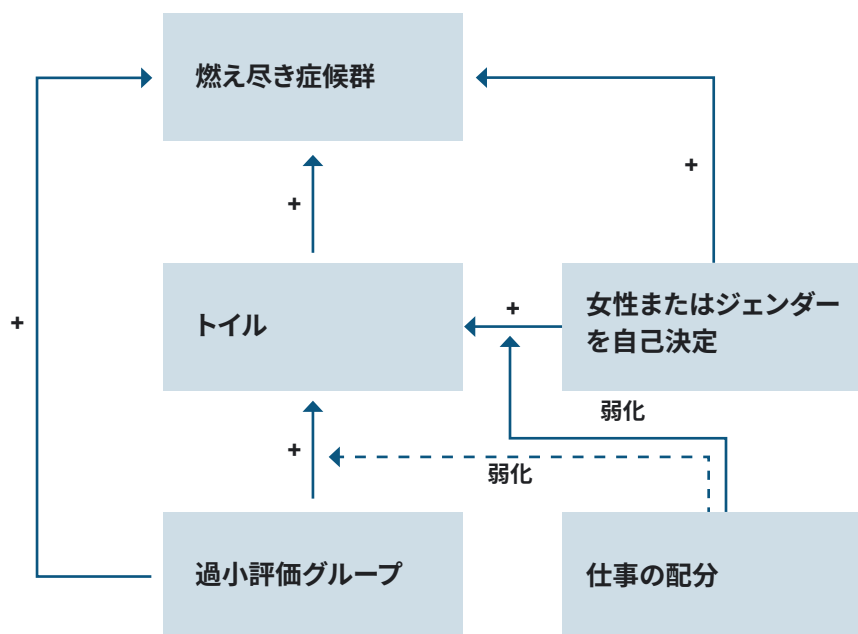 燃え尽き症候群
+
+
+
トイル
+
女性またはジェンダー
を自己決定
弱化
+
弱化
過小評価グループ
仕事の配分